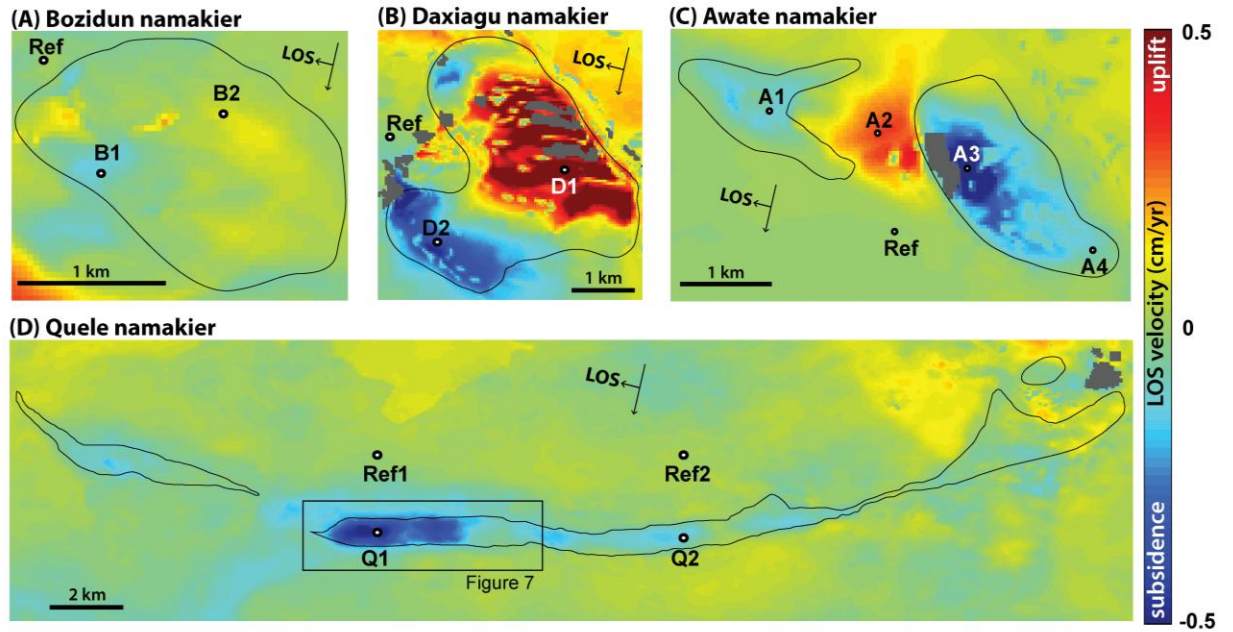 (A) Bozidun namakier
Ref
LOS
B2
B1
1 km
(B) Daxiagu namakier
LOS
Ref
D1
D2
1 km
(C) Awate namakier
A1
A2
A3
LOS
Ref
A4
1 km
0.5
uplift
LOS velocity (cm/yr)
0
subsidence
-0.5
(D) Quele namakier
LOS
Ref1
Ref2
Q1
Q2
Figure 7
2 km